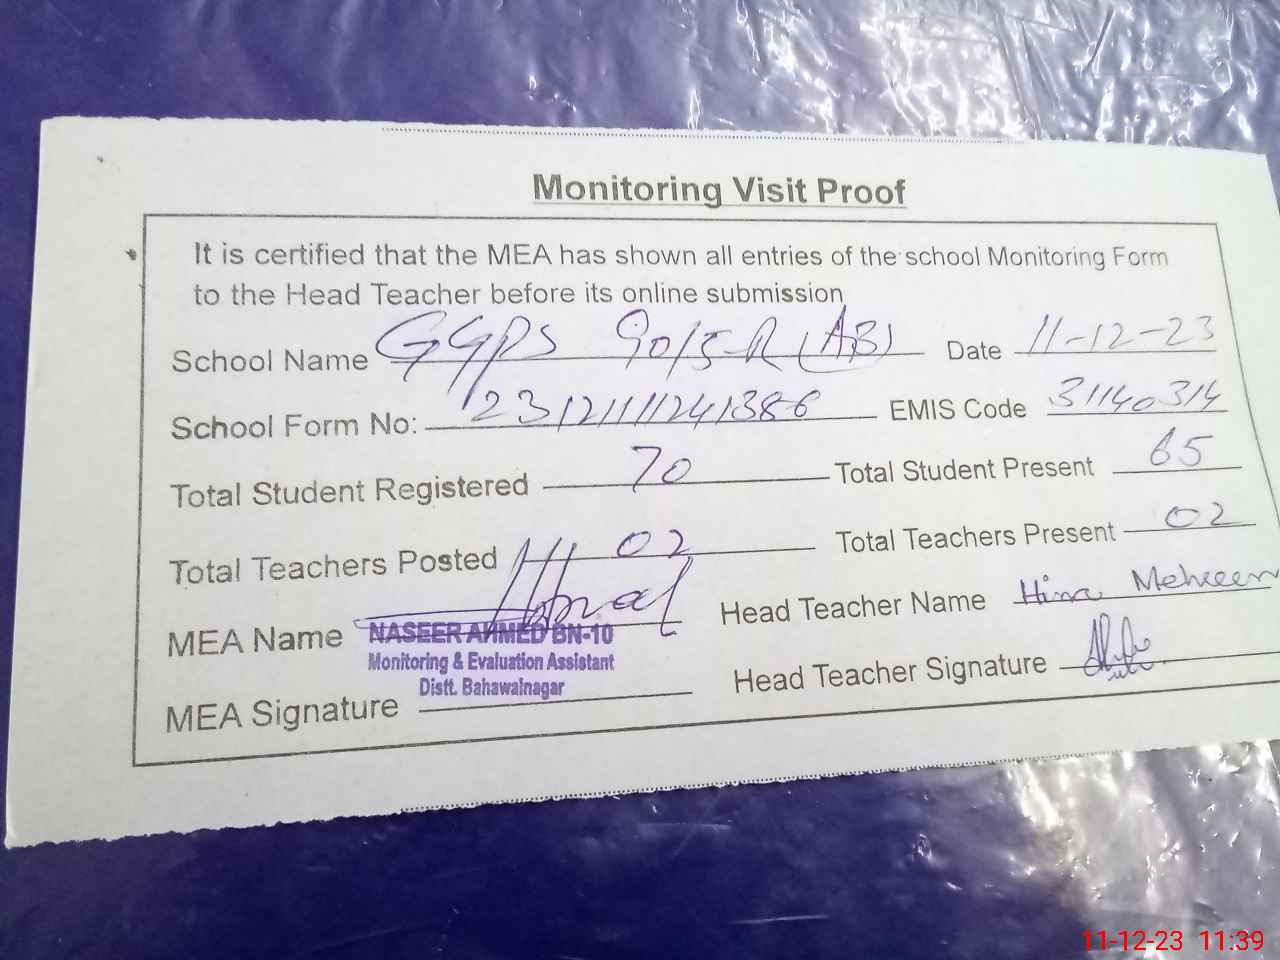 Monitoring Visit Proof
It is certified that the MEA has shown all entries of the school Monitoring Form
to the Head Teacher before its online submission
School Name GGPS 90/5-R (AB) Date 11-12-23
School Form No: 23121111241386 EMIS Code 31140314
Total Student Registered 70 Total Student Present 65
Total Teachers Posted 02 Total Teachers Present 02
MEA Name NASEER AHMED BN-10 Head Teacher Name Hina Mehreen
Monitoring & Evaluation Assistant
Distt. Bahawalnagar
MEA Signature Head Teacher Signature
11-12-23 11:39